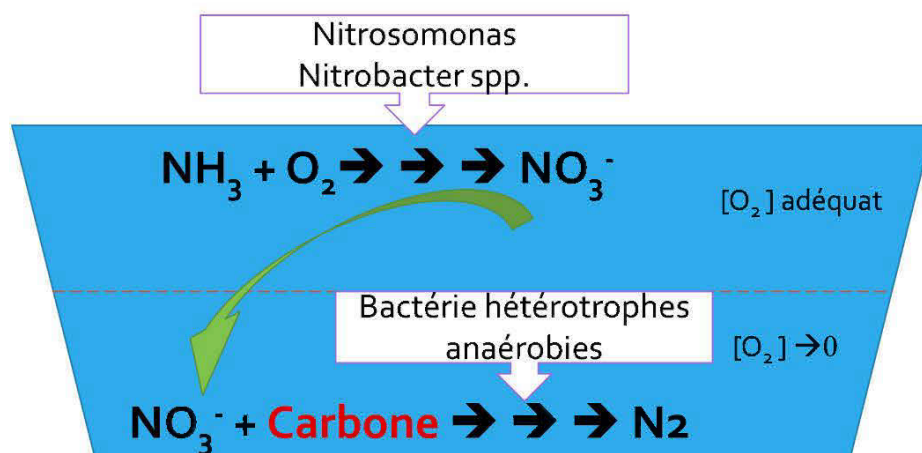 Nitrosomonas
Nitrobacter spp.
NH₃ + O₂ ➔ ➔ ➔ NO₃⁻
[O₂] adéquat
Bactérie hétérotrophes
anaérobies
[O₂] ➔0
NO₃⁻ + Carbone ➔ ➔ ➔ N2